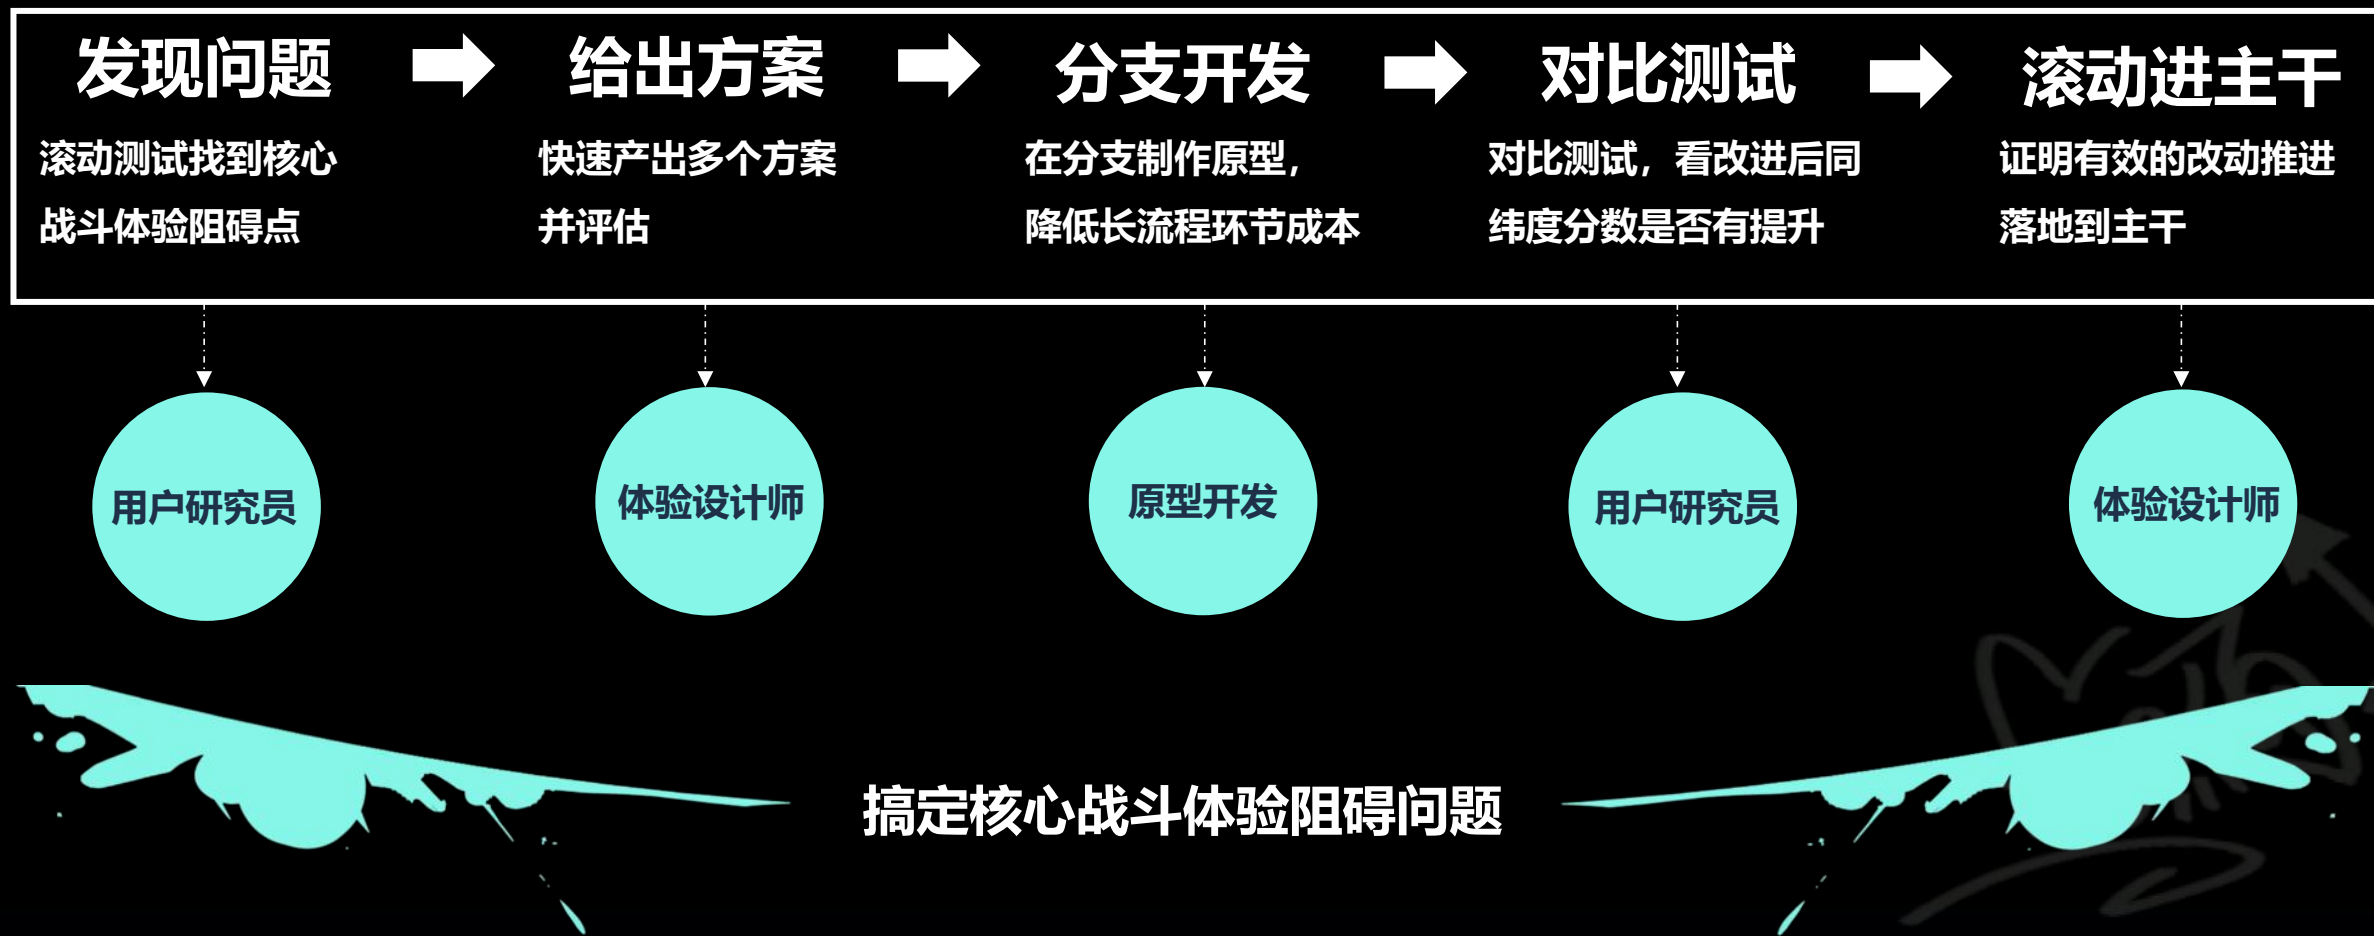 发现问题
给出方案
分支开发
对比测试
滚动进主干
滚动测试找到核心
战斗体验阻碍点
快速产出多个方案
并评估
在分支制作原型，
降低长流程环节成本
对比测试，看改进后同
纬度分数是否有提升
证明有效的改动推进
落地到主干
用户研究员
体验设计师
原型开发
用户研究员
体验设计师
搞定核心战斗体验阻碍问题